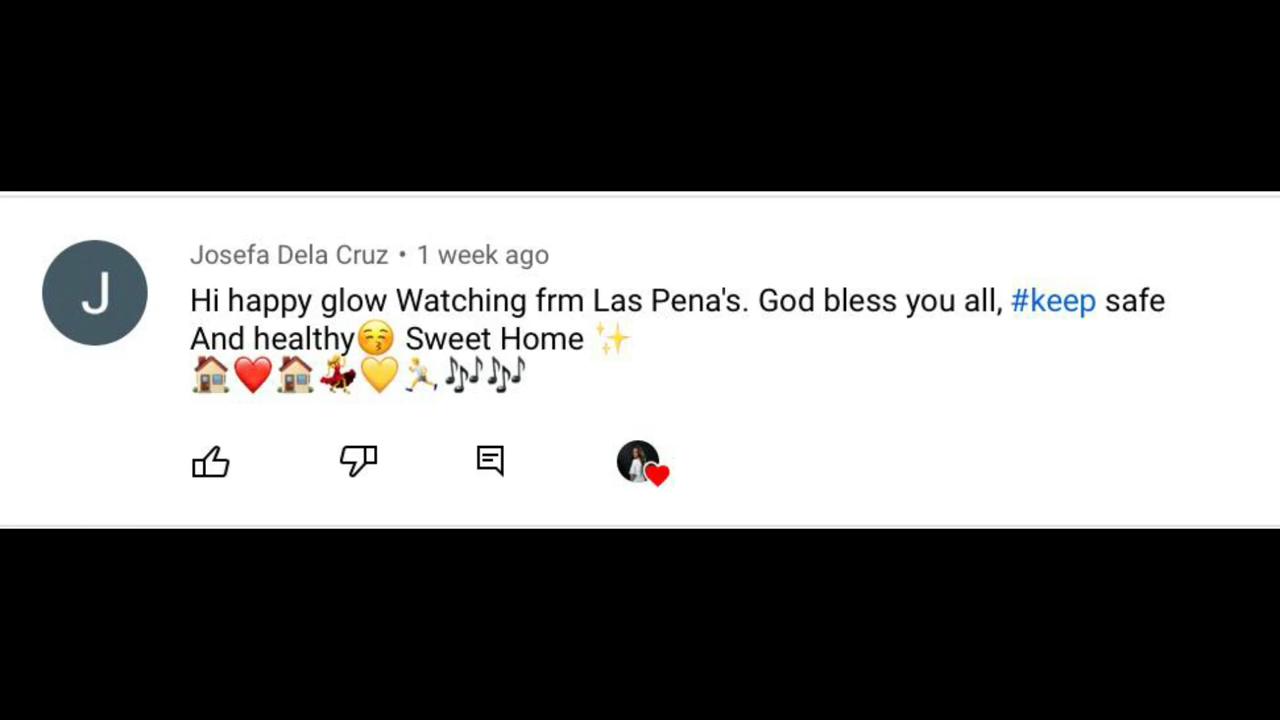 J
Josefa Dela Cruz • 1 week ago
Hi happy glow Watching frm Las Pena's. God bless you all, #keep safe
And healthy😚 Sweet Home ✨
🏠❤️🏠💃💛🏃🎶🎶